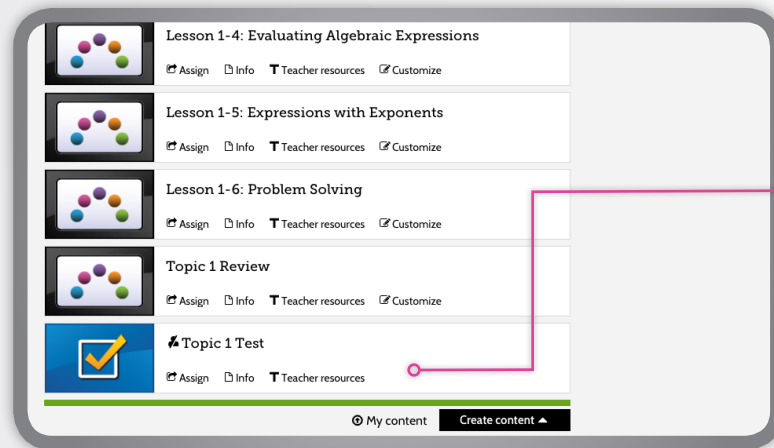 Lesson 1-4: Evaluating Algebraic Expressions
Assign Info Teacher resources Customize
Lesson 1-5: Expressions with Exponents
Assign Info Teacher resources Customize
Lesson 1-6: Problem Solving
Assign Info Teacher resources Customize
Topic 1 Review
Assign Info Teacher resources Customize
Topic 1 Test
Assign Info Teacher resources
My content Create content